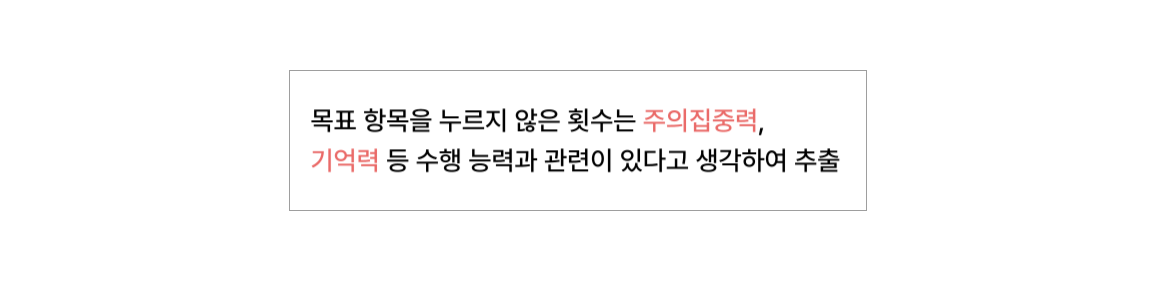 목표 항목을 누르지 않은 횟수는 주의집중력,
기억력 등 수행 능력과 관련이 있다고 생각하여 추출